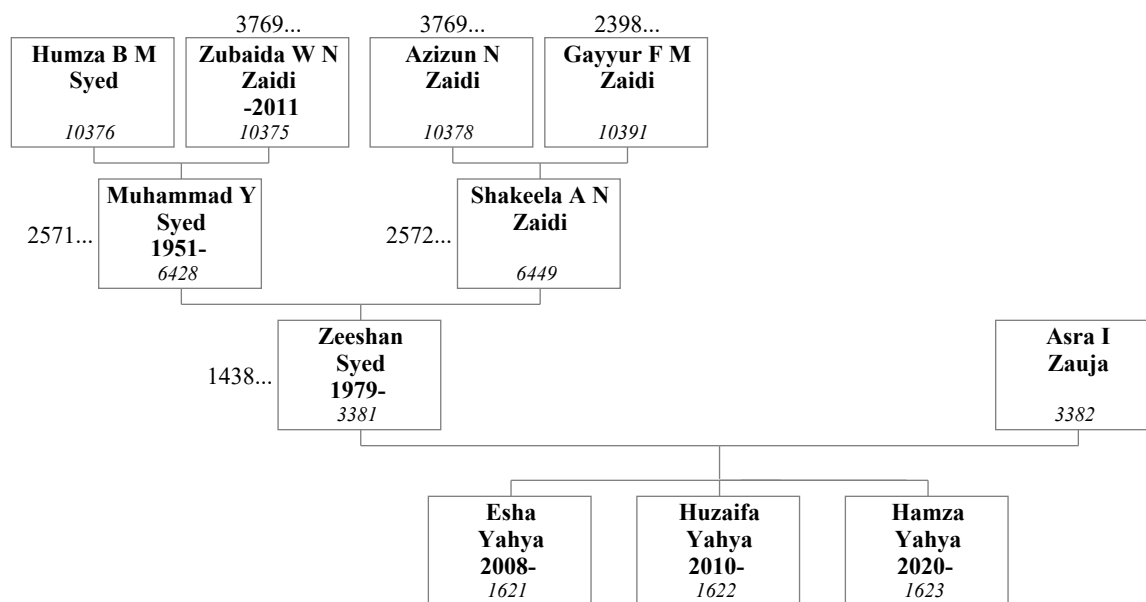 3769...
3769...
2398...
Humza B M
Syed
10376
Zubaida W N
Zaidi
-2011
10375
Azizun N
Zaidi
10378
Gayyur F M
Zaidi
10391
2571...
Muhammad Y
Syed
1951-
6428
2572...
Shakeela A N
Zaidi
6449
1438...
Zeeshan
Syed
1979-
3381
Asra I
Zauja
3382
Esha
Yahya
2008-
1621
Huzaifa
Yahya
2010-
1622
Hamza
Yahya
2020-
1623